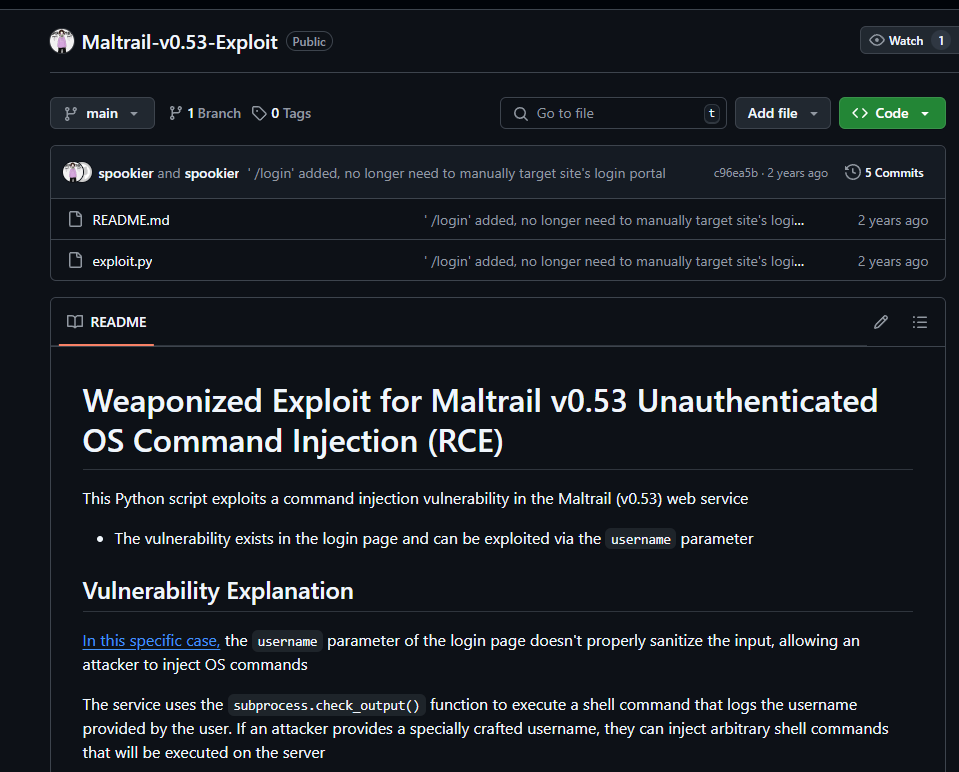 Maltrail-v0.53-Exploit Public Watch 1
main 1 Branch 0 Tags Go to file t Add file <> Code
spookier and spookier ' /login' added, no longer need to manually target site's login portal c96ea5b · 2 years ago 5 Commits
README.md ' /login' added, no longer need to manually target site's logi... 2 years ago
exploit.py ' /login' added, no longer need to manually target site's logi... 2 years ago
README
Weaponized Exploit for Maltrail v0.53 Unauthenticated
OS Command Injection (RCE)
This Python script exploits a command injection vulnerability in the Maltrail (v0.53) web service
• The vulnerability exists in the login page and can be exploited via the username parameter
Vulnerability Explanation
In this specific case, the username parameter of the login page doesn't properly sanitize the input, allowing an
attacker to inject OS commands
The service uses the subprocess.check_output() function to execute a shell command that logs the username
provided by the user. If an attacker provides a specially crafted username, they can inject arbitrary shell commands
that will be executed on the server